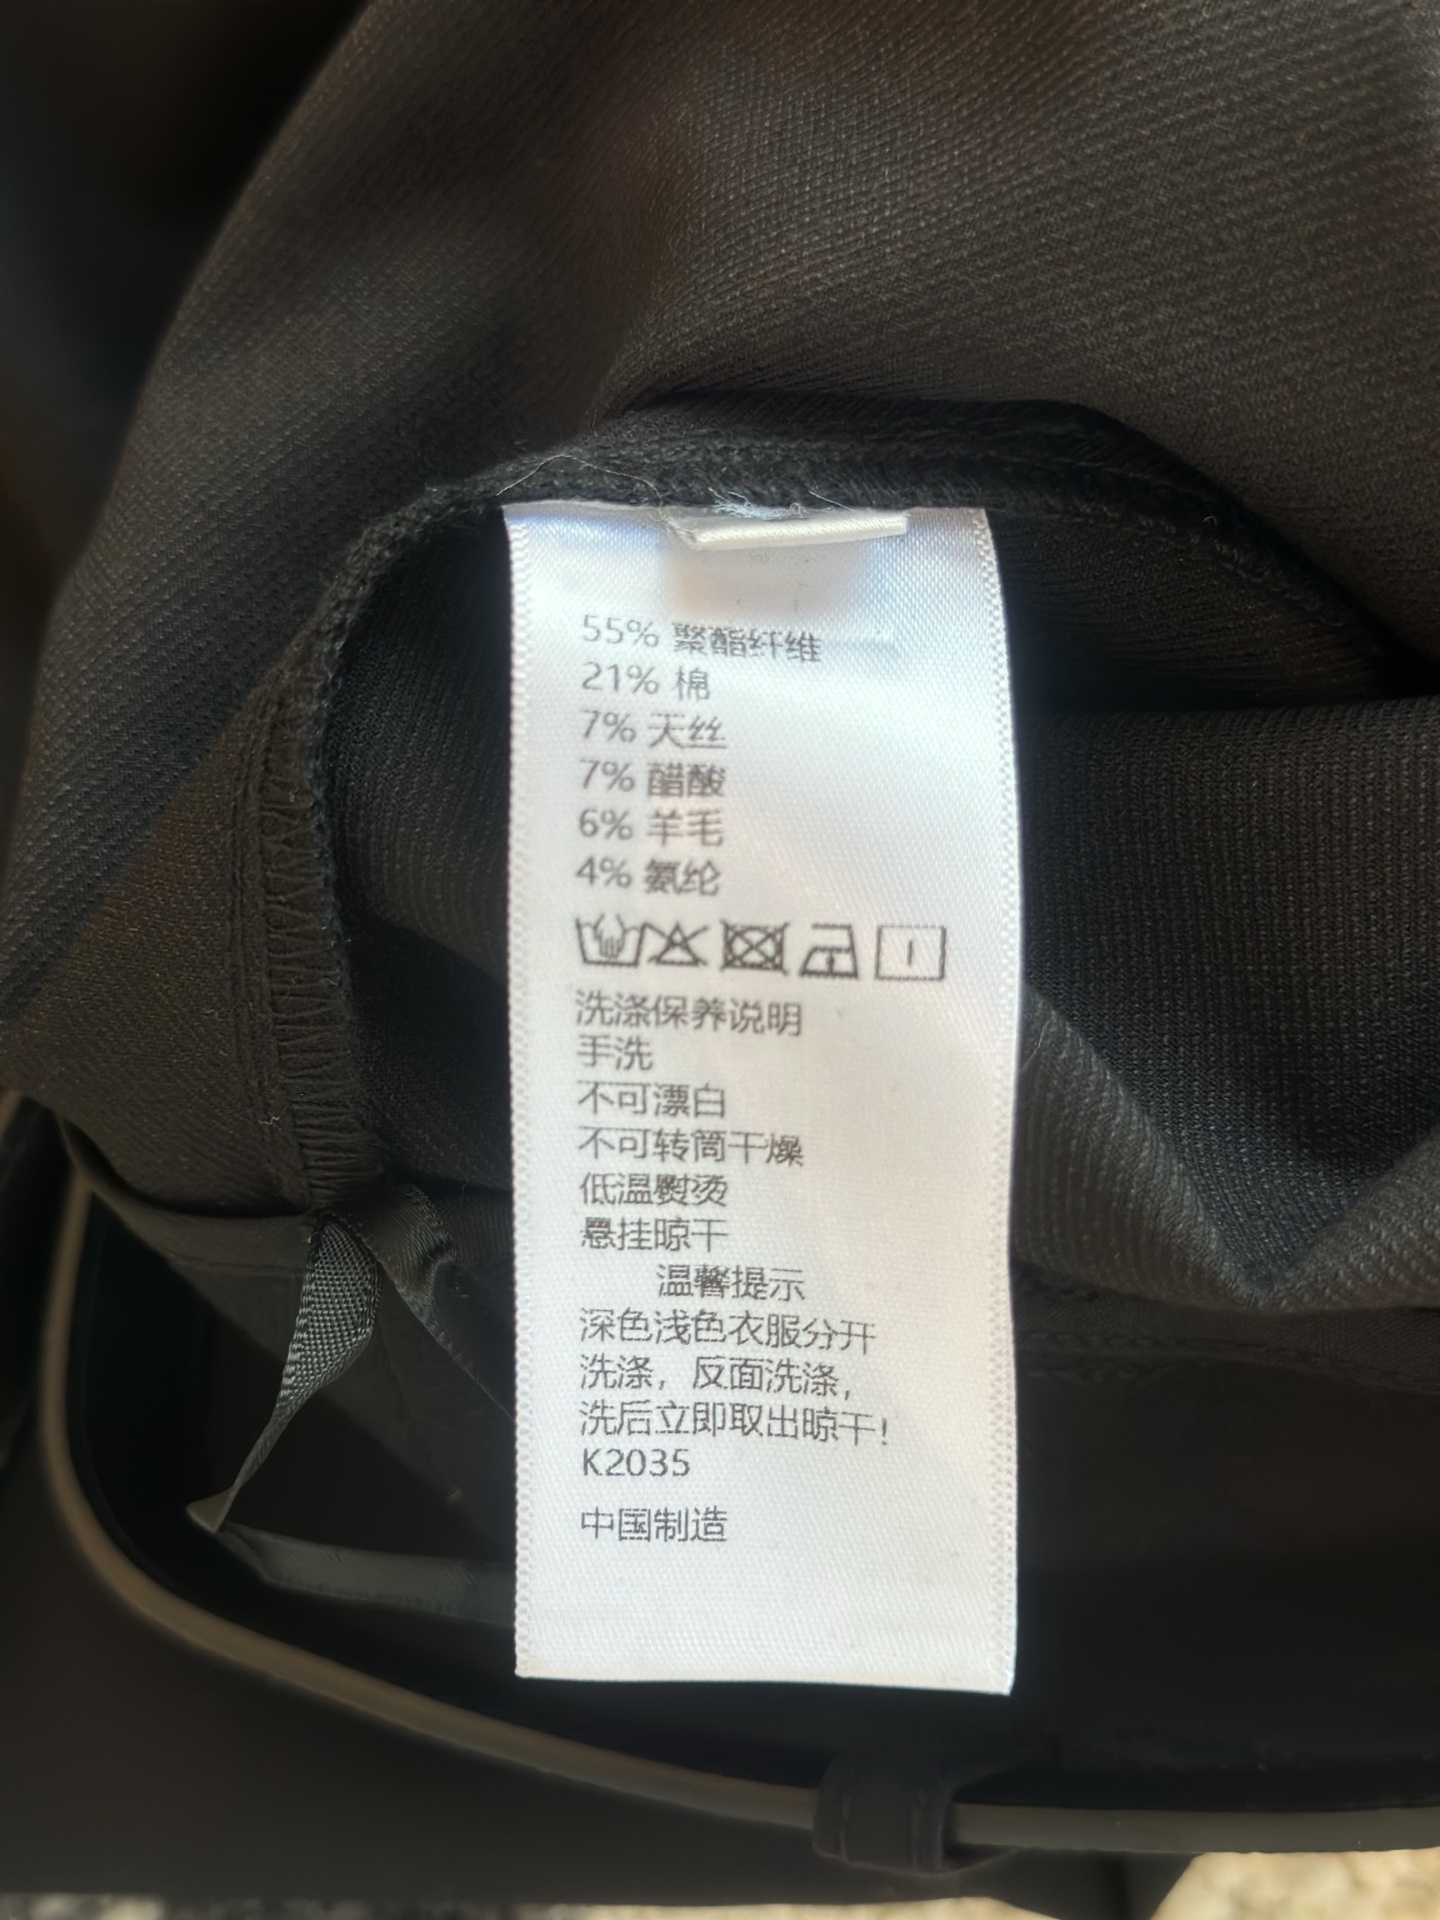 55% 聚酯纤维
21% 棉
7% 天丝
7% 醋酸
6% 羊毛
4% 氨纶
洗涤保养说明
手洗
不可漂白
不可转筒干燥
低温熨烫
悬挂晾干
温馨提示
深色浅色衣服分开
洗涤，反面洗涤，
洗后立即取出晾干！
K2035
中国制造